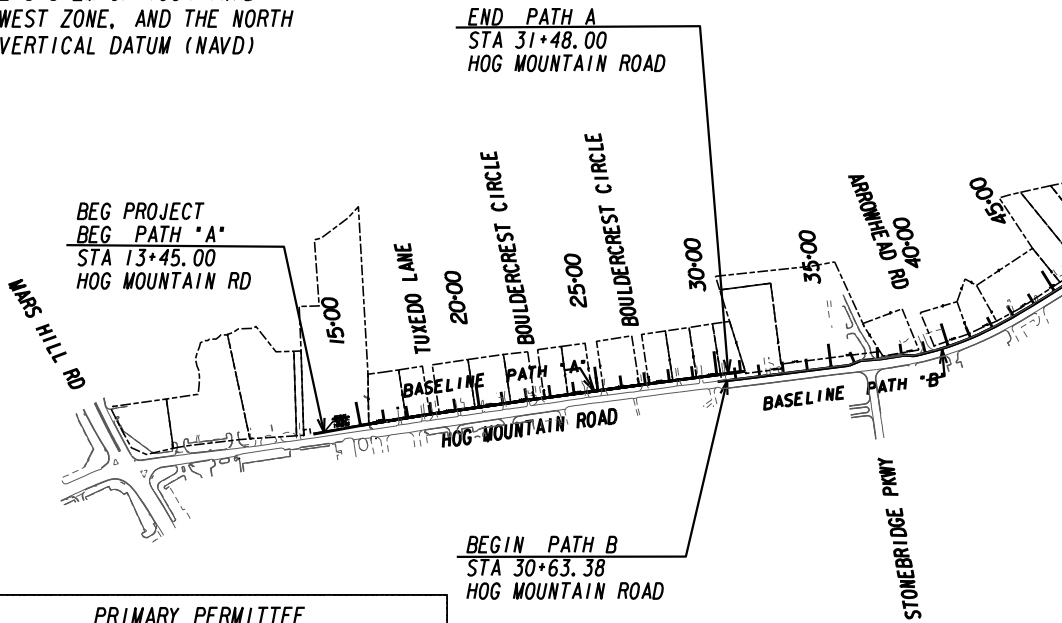 WEST ZONE, AND THE NORTH
VERTICAL DATUM (NAVD)
END PATH A
STA 31+48.00
HOG MOUNTAIN ROAD
BEG PROJECT
BEG PATH "A"
STA 13+45.00
HOG MOUNTAIN RD
MARS HILL RD
15+00
TUXEDO LANE
20+00
BOULDERCREST CIRCLE
25+00
BOULDERCREST CIRCLE
30+00
35+00
ARROWHEAD RD
40+00
45+00
BASELINE PATH "A"
HOG MOUNTAIN ROAD
BASELINE PATH "B"
STONEBRIDGE PKWY
BEGIN PATH B
STA 30+63.38
HOG MOUNTAIN ROAD
PRIMARY PERMITTEE